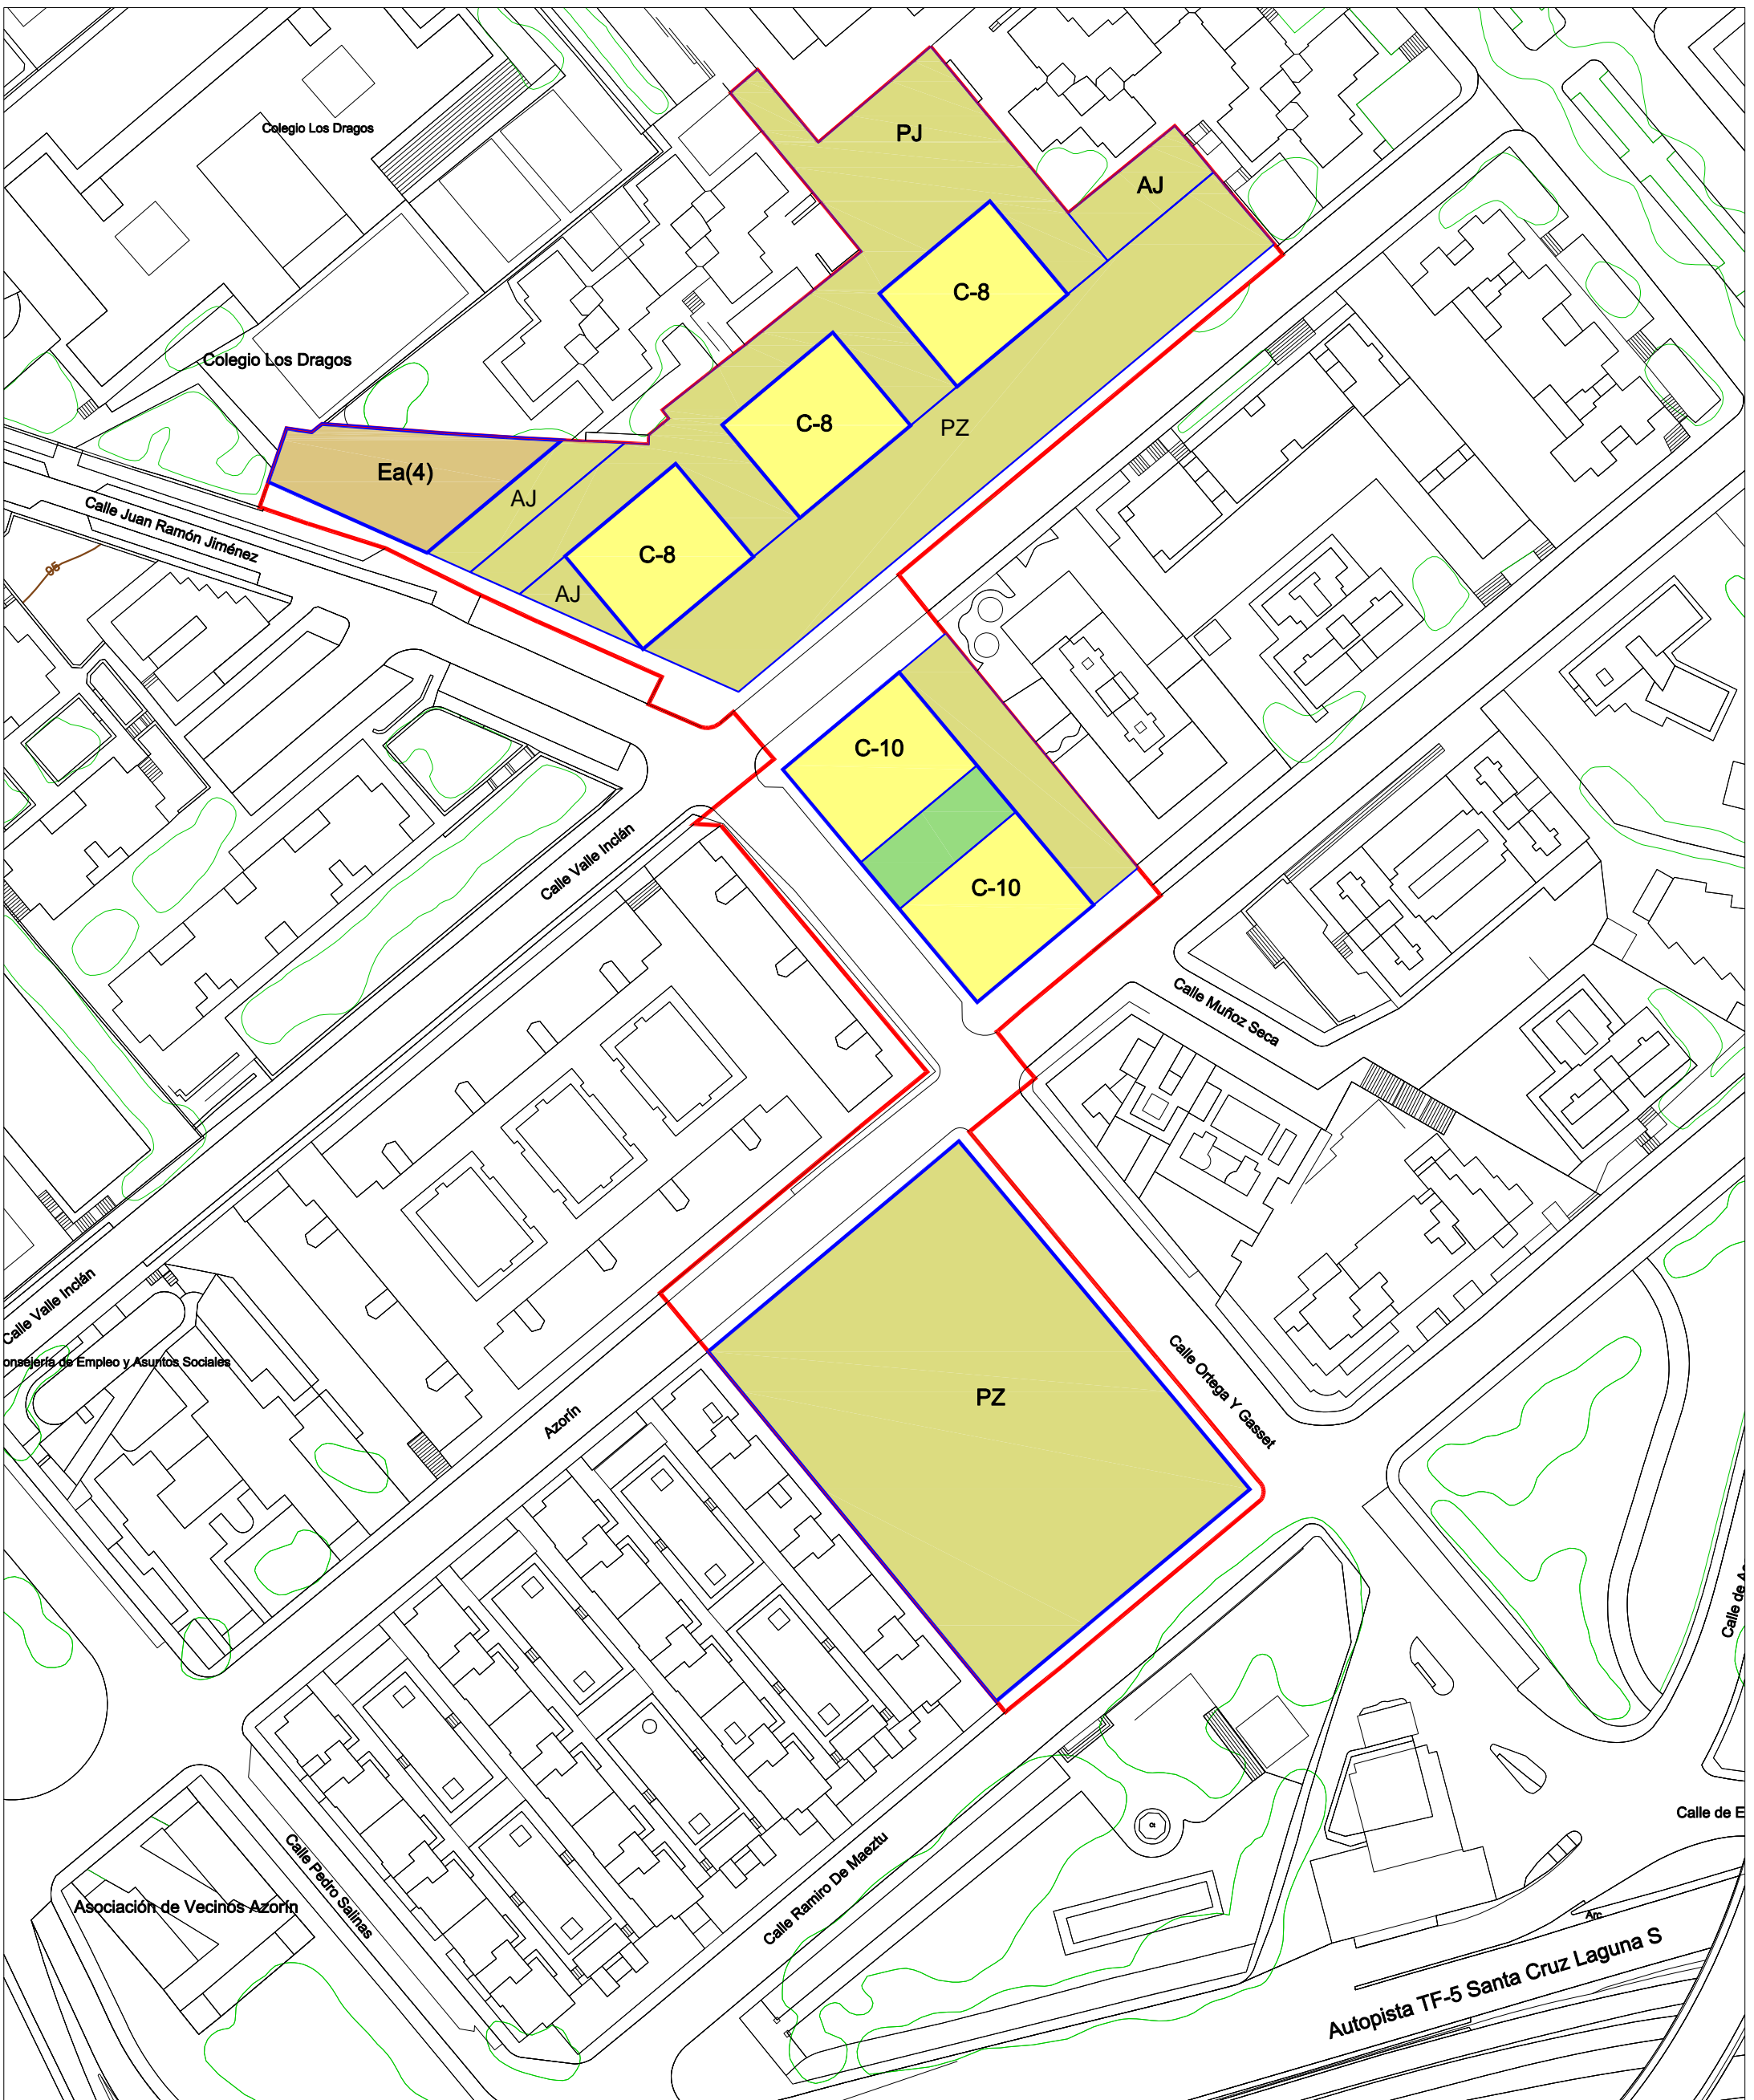 Colegio Los Dragos
PJ
AJ
C-8
Colegio Los Dragos
C-8
PZ
Ea(4)
AJ
Calle Juan Ramón Jiménez
C-8
95
AJ
C-10
Calle Valle Inclán
C-10
Calle Muñoz Seca
Calle Valle Inclán
onsejería de Empleo y Asuntos Sociales
Calle Ortega Y Gasset
PZ
Azorín
Calle de A
Calle de E
Calle Pedro Salinas
Calle Ramiro De Maeztu
Asociación de Vecinos Azorín
Arc
Autopista TF-5 Santa Cruz Laguna S